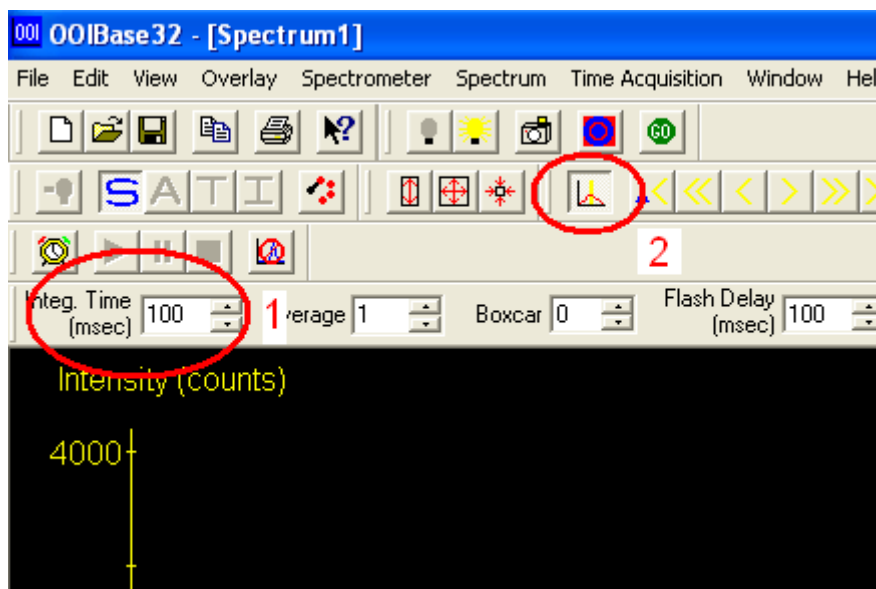 OOI OOIBase32 - [Spectrum1]
File Edit View Overlay Spectrometer Spectrum Time Acquisition Window Hel
GO
S A T I
A
2
Integ. Time (msec) 100 1 verage 1 Boxcar 0 Flash Delay (msec) 100
Intensity (counts)
4000